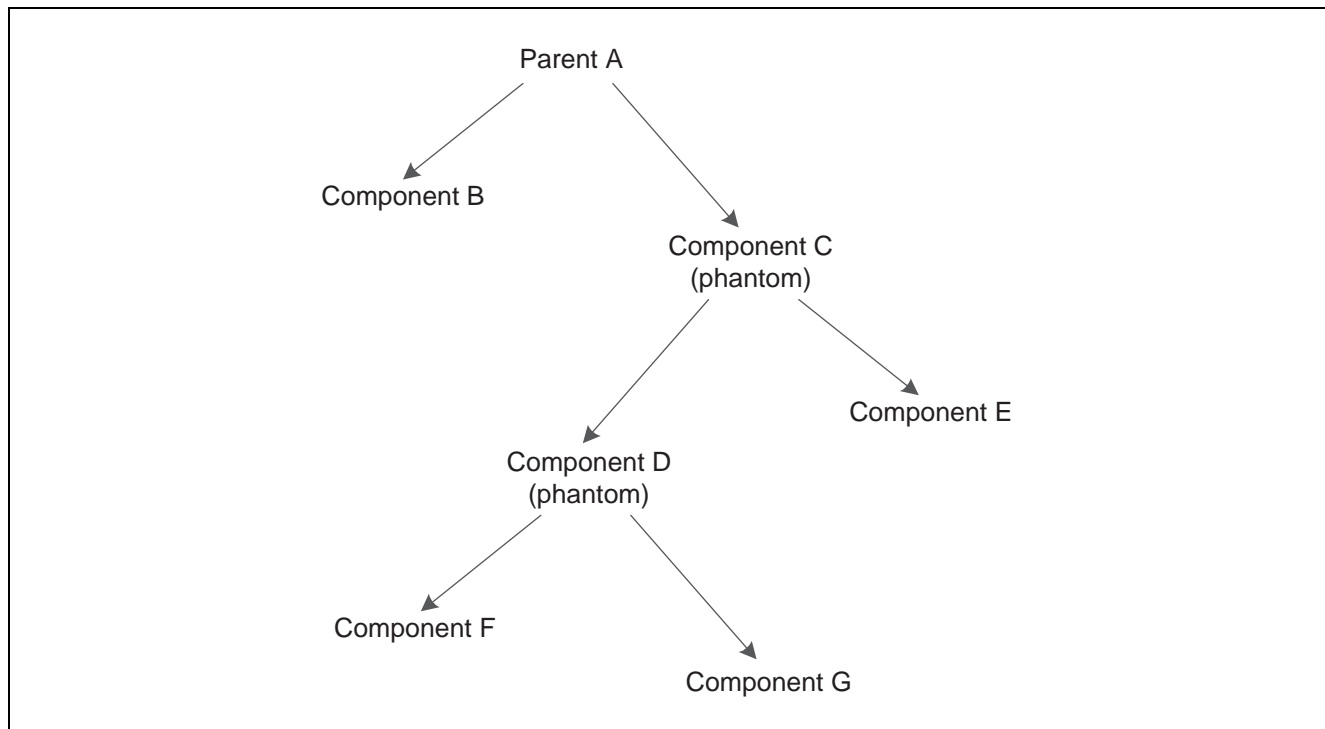 Parent A
Component B
Component C
(phantom)
Component E
Component D
(phantom)
Component F
Component G